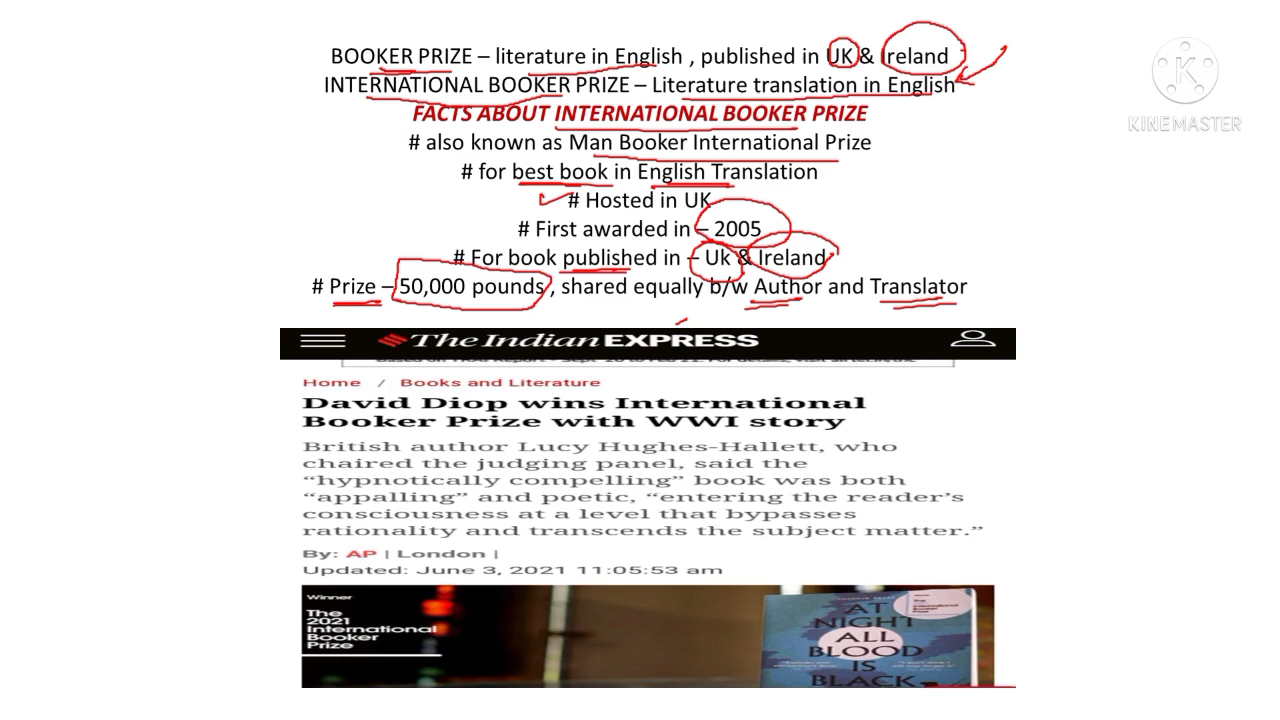 BOOKER PRIZE – literature in English , published in UK & Ireland
INTERNATIONAL BOOKER PRIZE – Literature translation in English
FACTS ABOUT INTERNATIONAL BOOKER PRIZE
# also known as Man Booker International Prize
# for best book in English Translation
# Hosted in UK
# First awarded in – 2005
# For book published in – Uk & Ireland
# Prize – 50,000 pounds , shared equally b/w Author and Translator
K
KINEMASTER
The Indian EXPRESS
Home / Books and Literature
David Diop wins International
Booker Prize with WWI story
British author Lucy Hughes-Hallett, who
chaired the judging panel, said the
“hypnotically compelling” book was both
“appalling” and poetic, “entering the reader’s
consciousness at a level that bypasses
rationality and transcends the subject matter.”
By: AP | London |
Updated: June 3, 2021 11:05:53 am
Winner
The
2021
International
Booker
Prize
AT
NIGHT
ALL
BLOOD
IS
BLACK